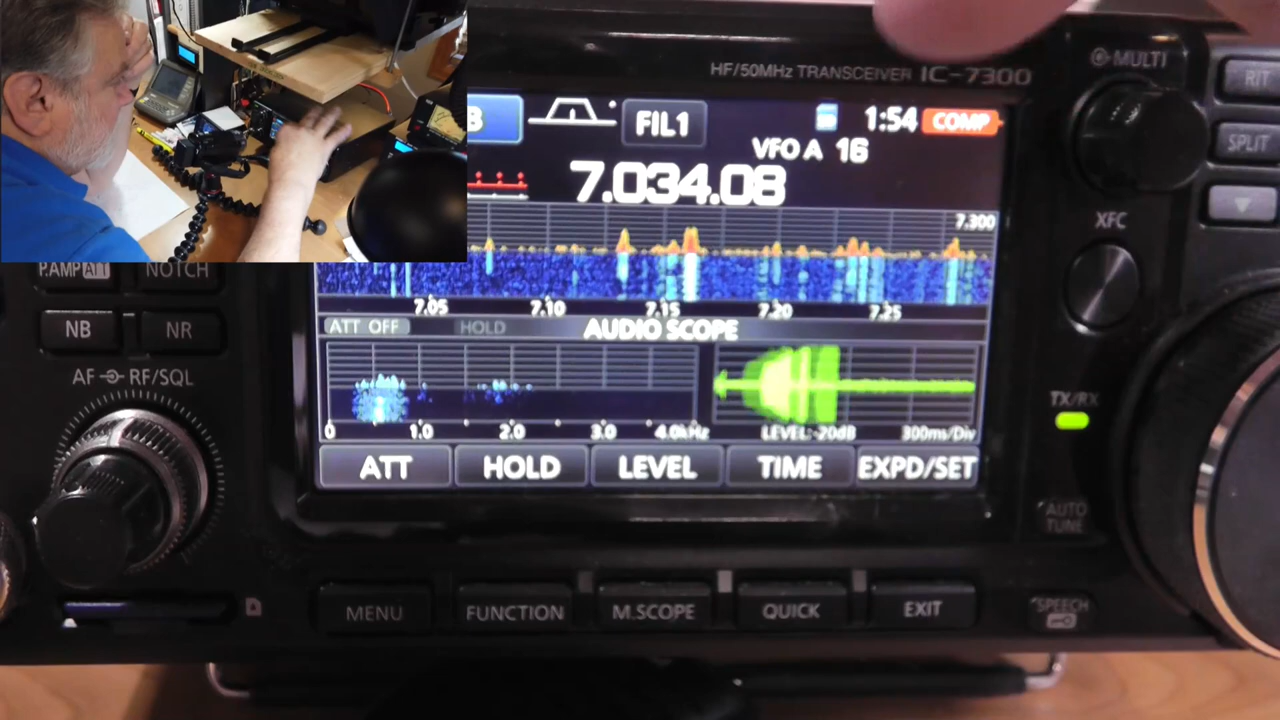 HF/50MHz TRANSCEIVER IC-7300
MULTI
RIT
FIL1
1:54
COMP
VFO A 16
SPLIT
7.034.08
7.300
XFC
P.AMP ATT
NOTCH
7.05 7.10 7.15 7.20 7.25
ATT OFF
HOLD
AUDIO SCOPE
NB
NR
AF RF/SQL
TX/RX
0 1.0 2.0 3.0 4.0kHz
LEVEL:-20dB
300ms/Div
ATT
HOLD
LEVEL
TIME
EXPD/SET
AUTO
TUNE
MENU
FUNCTION
M.SCOPE
QUICK
EXIT
SPEECH